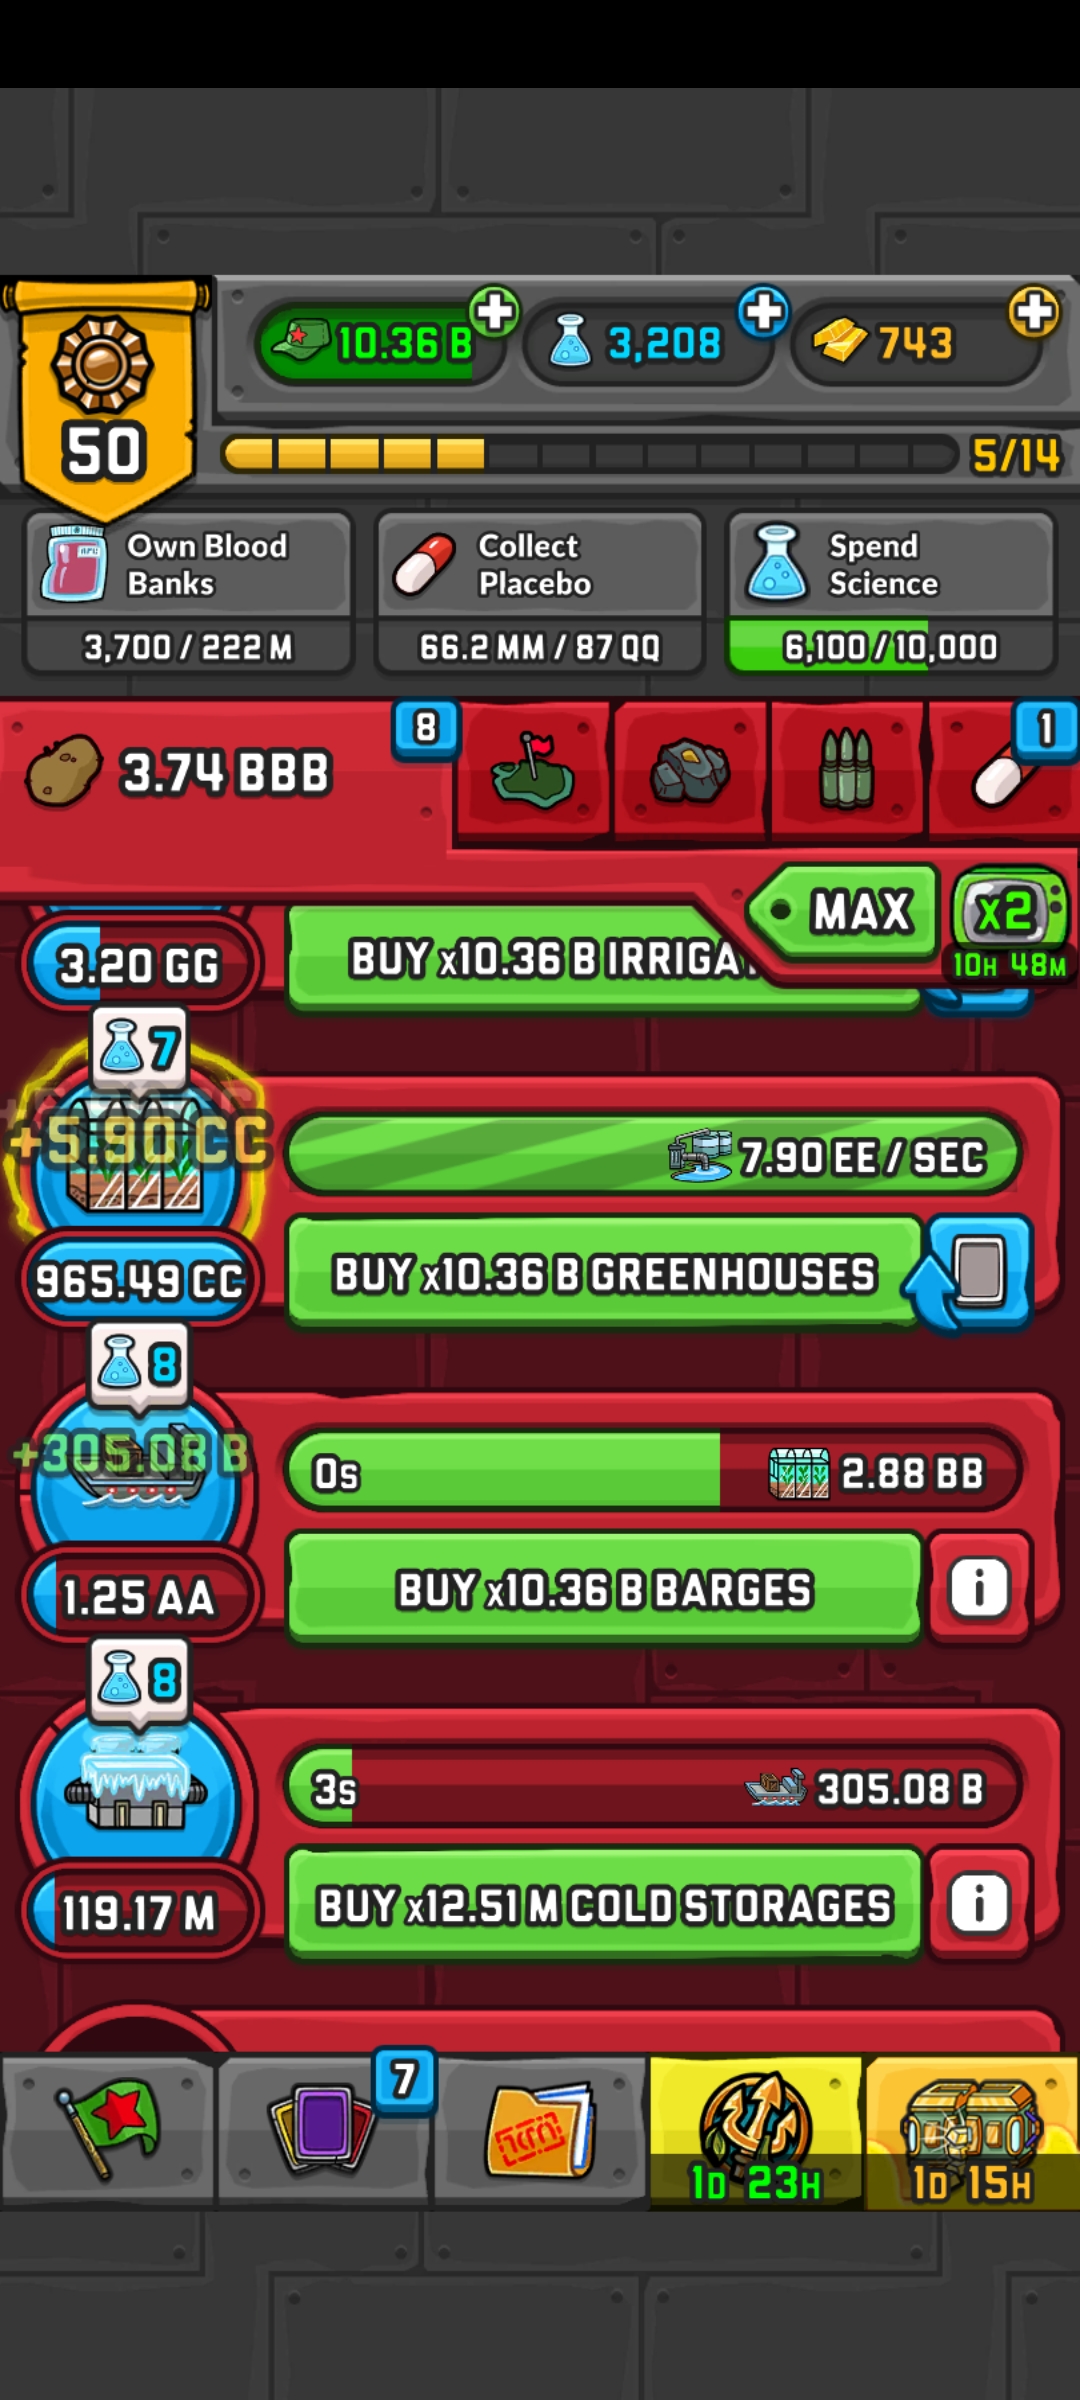 10.36 B
3,208
743
50
5/14
Own Blood
Banks
3,700 / 222 M
Collect
Placebo
66.2 MM / 87 QQ
Spend
Science
6,100 / 10,000
3.74 BBB
8
1
MAX
x2
10H 48M
3.20 GG
BUY x10.36 B
7
+5.90 CC
7.90 EE / SEC
965.49 CC
BUY x10.36 B GREENHOUSES
8
+305.08 B
0s
2.88 BB
1.25 AA
BUY x10.36 B BARGES
i
8
3s
305.08 B
119.17 M
BUY x12.51 M COLD STORAGES
i
7
1D 23H
1D 15H